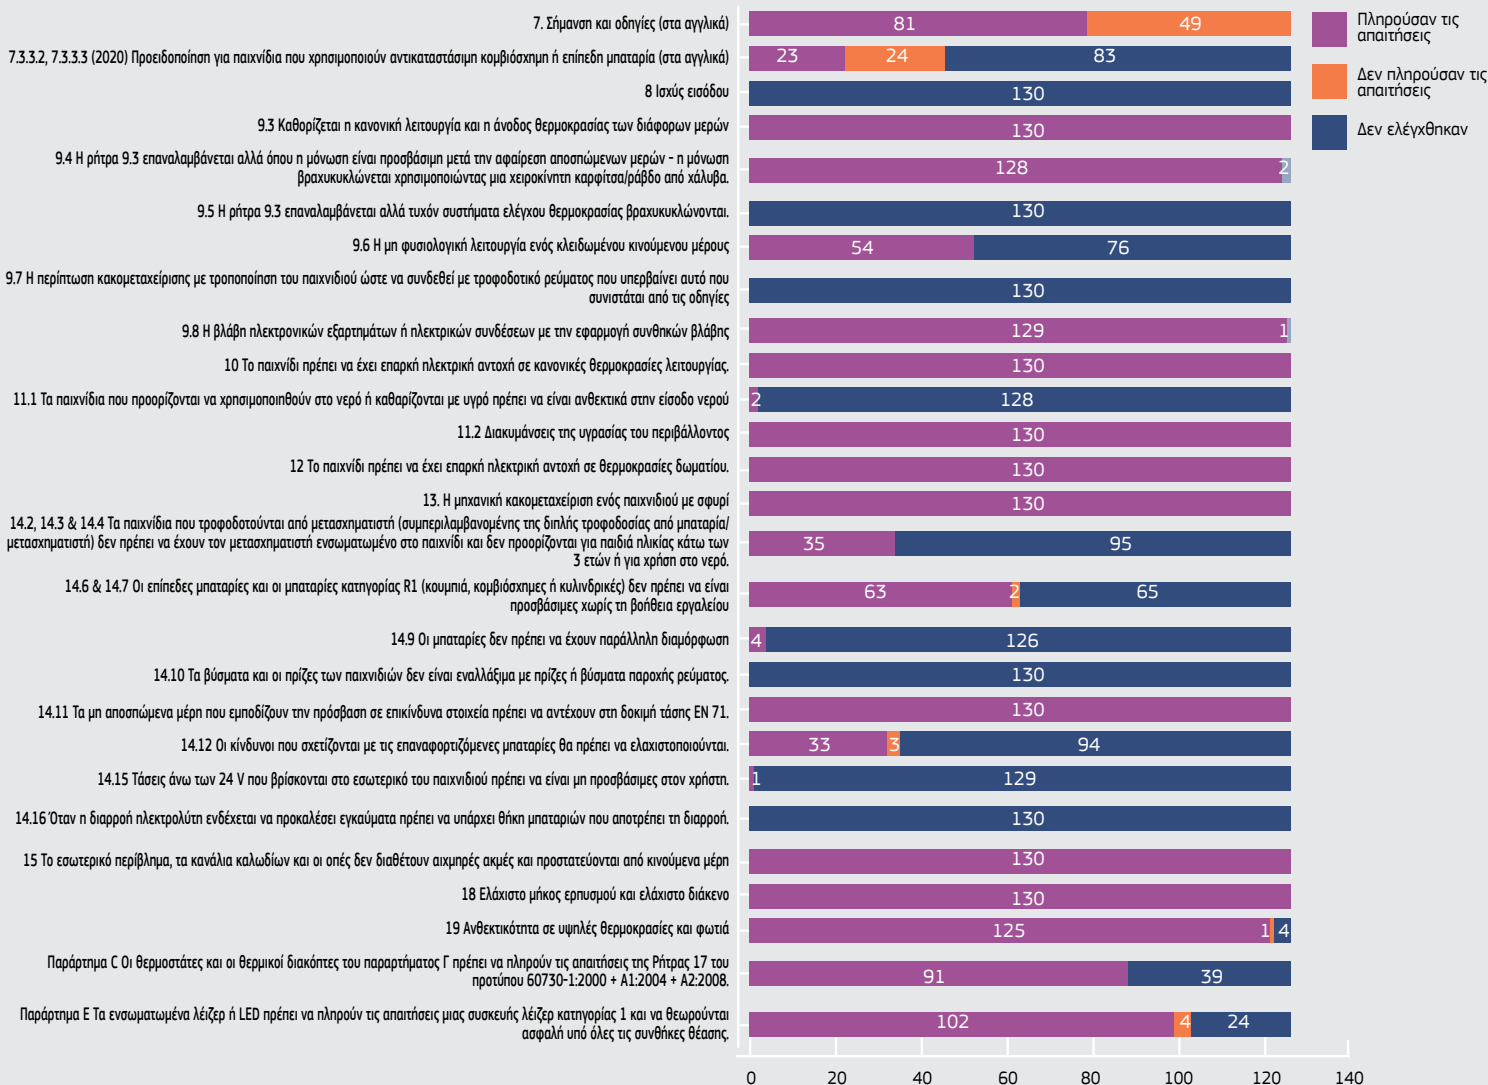 7. Σήμανση και οδηγίες (στα αγγλικά)
81 49
7.3.3.2, 7.3.3.3 (2020) Προειδοποίηση για παιχνίδια που χρησιμοποιούν αντικαταστάσιμη κομβιόσχημη ή επίπεδη μπαταρία (στα αγγλικά)
23 24 83
8 Ισχύς εισόδου
130
9.3 Καθορίζεται η κανονική λειτουργία και η άνοδος θερμοκρασίας των διάφορων μερών
130
9.4 Η ρήτρα 9.3 επαναλαμβάνεται αλλά όπου η μόνωση είναι προσβάσιμη μετά την αφαίρεση αποσπώμενων μερών - η μόνωση
βραχυκυκλώνεται χρησιμοποιώντας μια χειροκίνητη καρφίτσα/ράβδο από χάλυβα.
128 2
9.5 Η ρήτρα 9.3 επαναλαμβάνεται αλλά τυχόν συστήματα ελέγχου θερμοκρασίας βραχυκυκλώνονται.
130
9.6 Η μη φυσιολογική λειτουργία ενός κλειδωμένου κινούμενου μέρους
54 76
9.7 Η περίπτωση κακομεταχείρισης με τροποποίηση του παιχνιδιού ώστε να συνδεθεί με τροφοδοτικό ρεύματος που υπερβαίνει αυτό που
συνιστάται από τις οδηγίες
130
9.8 Η βλάβη ηλεκτρονικών εξαρτημάτων ή ηλεκτρικών συνδέσεων με την εφαρμογή συνθηκών βλάβης
129 1
10 Το παιχνίδι πρέπει να έχει επαρκή ηλεκτρική αντοχή σε κανονικές θερμοκρασίες λειτουργίας.
130
11.1 Τα παιχνίδια που προορίζονται να χρησιμοποιηθούν στο νερό ή καθαρίζονται με υγρό πρέπει να είναι ανθεκτικά στην είσοδο νερού
2 128
11.2 Διακυμάνσεις της υγρασίας του περιβάλλοντος
130
12 Το παιχνίδι πρέπει να έχει επαρκή ηλεκτρική αντοχή σε θερμοκρασίες δωματίου.
130
13. Η μηχανική κακομεταχείριση ενός παιχνιδιού με σφυρί
130
14.2, 14.3 & 14.4 Τα παιχνίδια που τροφοδοτούνται από μετασχηματιστή (συμπεριλαμβανομένης της διπλής τροφοδοσίας από μπαταρία/
μετασχηματιστή) δεν πρέπει να έχουν τον μετασχηματιστή ενσωματωμένο στο παιχνίδι και δεν προορίζονται για παιδιά ηλικίας κάτω των
3 ετών ή για χρήση στο νερό.
35 95
14.6 & 14.7 Οι επίπεδες μπαταρίες και οι μπαταρίες κατηγορίας R1 (κουμπιά, κομβιόσχημες ή κυλινδρικές) δεν πρέπει να είναι
προσβάσιμες χωρίς τη βοήθεια εργαλείου
63 2 65
14.9 Οι μπαταρίες δεν πρέπει να έχουν παράλληλη διαμόρφωση
4 126
14.10 Τα βύσματα και οι πρίζες των παιχνιδιών δεν είναι εναλλάξιμα με πρίζες ή βύσματα παροχής ρεύματος.
130
14.11 Τα μη αποσπώμενα μέρη που εμποδίζουν την πρόσβαση σε επικίνδυνα στοιχεία πρέπει να αντέχουν στη δοκιμή τάσης EN 71.
130
14.12 Οι κίνδυνοι που σχετίζονται με τις επαναφορτιζόμενες μπαταρίες θα πρέπει να ελαχιστοποιούνται.
33 3 94
14.15 Τάσεις άνω των 24 V που βρίσκονται στο εσωτερικό του παιχνιδιού πρέπει να είναι μη προσβάσιμες στον χρήστη.
1 129
14.16 Όταν η διαρροή ηλεκτρολύτη ενδέχεται να προκαλέσει εγκαύματα πρέπει να υπάρχει θήκη μπαταριών που αποτρέπει τη διαρροή.
130
15 Το εσωτερικό περίβλημα, τα κανάλια καλωδίων και οι οπές δεν διαθέτουν αιχμηρές ακμές και προστατεύονται από κινούμενα μέρη
130
18 Ελάχιστο μήκος ερπυσμού και ελάχιστο διάκενο
130
19 Ανθεκτικότητα σε υψηλές θερμοκρασίες και φωτιά
125 1 4
Παράρτημα C Οι θερμοστάτες και οι θερμικοί διακόπτες του παραρτήματος Γ πρέπει να πληρούν τις απαιτήσεις της Ρήτρας 17 του
προτύπου 60730-1:2000 + A1:2004 + A2:2008.
91 39
Παράρτημα E Τα ενσωματωμένα λέιζερ ή LED πρέπει να πληρούν τις απαιτήσεις μιας συσκευής λέιζερ κατηγορίας 1 και να θεωρούνται
ασφαλή υπό όλες τις συνθήκες θέασης.
102 4 24
0 20 40 60 80 100 120 140
Πληρούσαν τις
απαιτήσεις
Δεν πληρούσαν τις
απαιτήσεις
Δεν ελέγχθηκαν